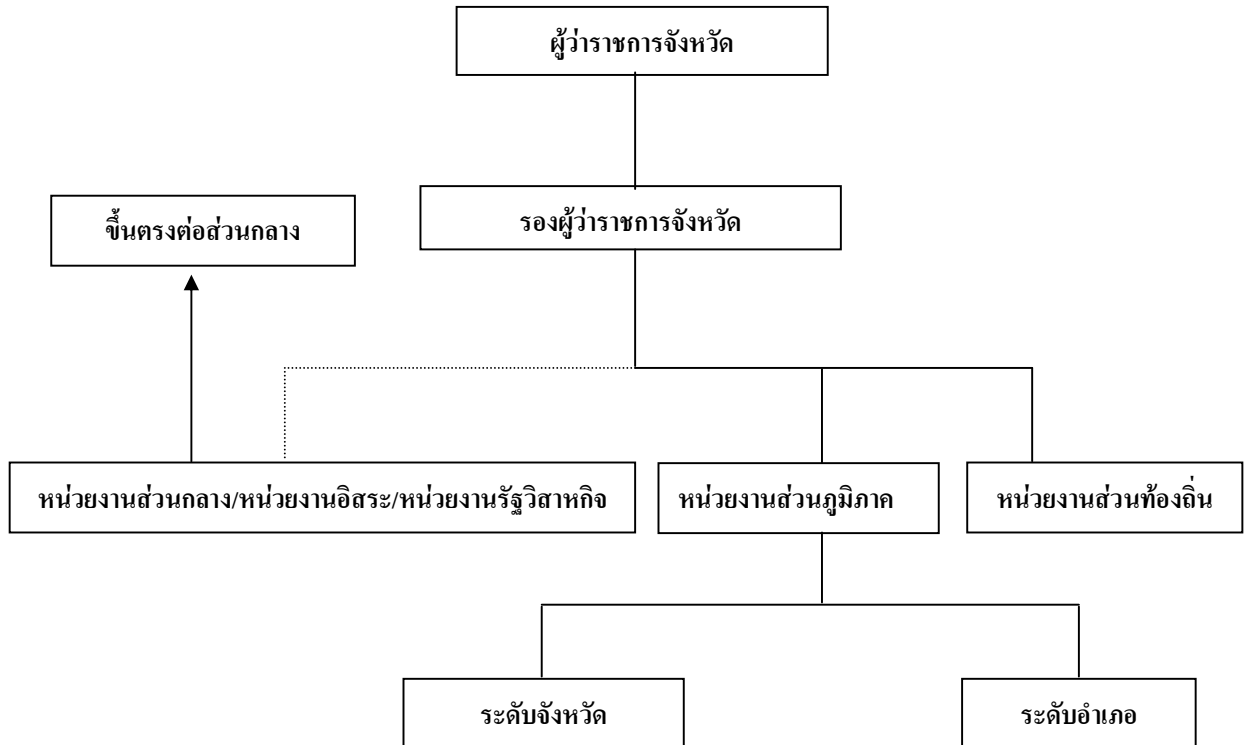 ผู้ว่าราชการจังหวัด
รองผู้ว่าราชการจังหวัด
ขึ้นตรงต่อส่วนกลาง
หน่วยงานส่วนกลาง/หน่วยงานอิสระ/หน่วยงานรัฐวิสาหกิจ
หน่วยงานส่วนภูมิภาค
หน่วยงานส่วนท้องถิ่น
ระดับจังหวัด
ระดับอำเภอ